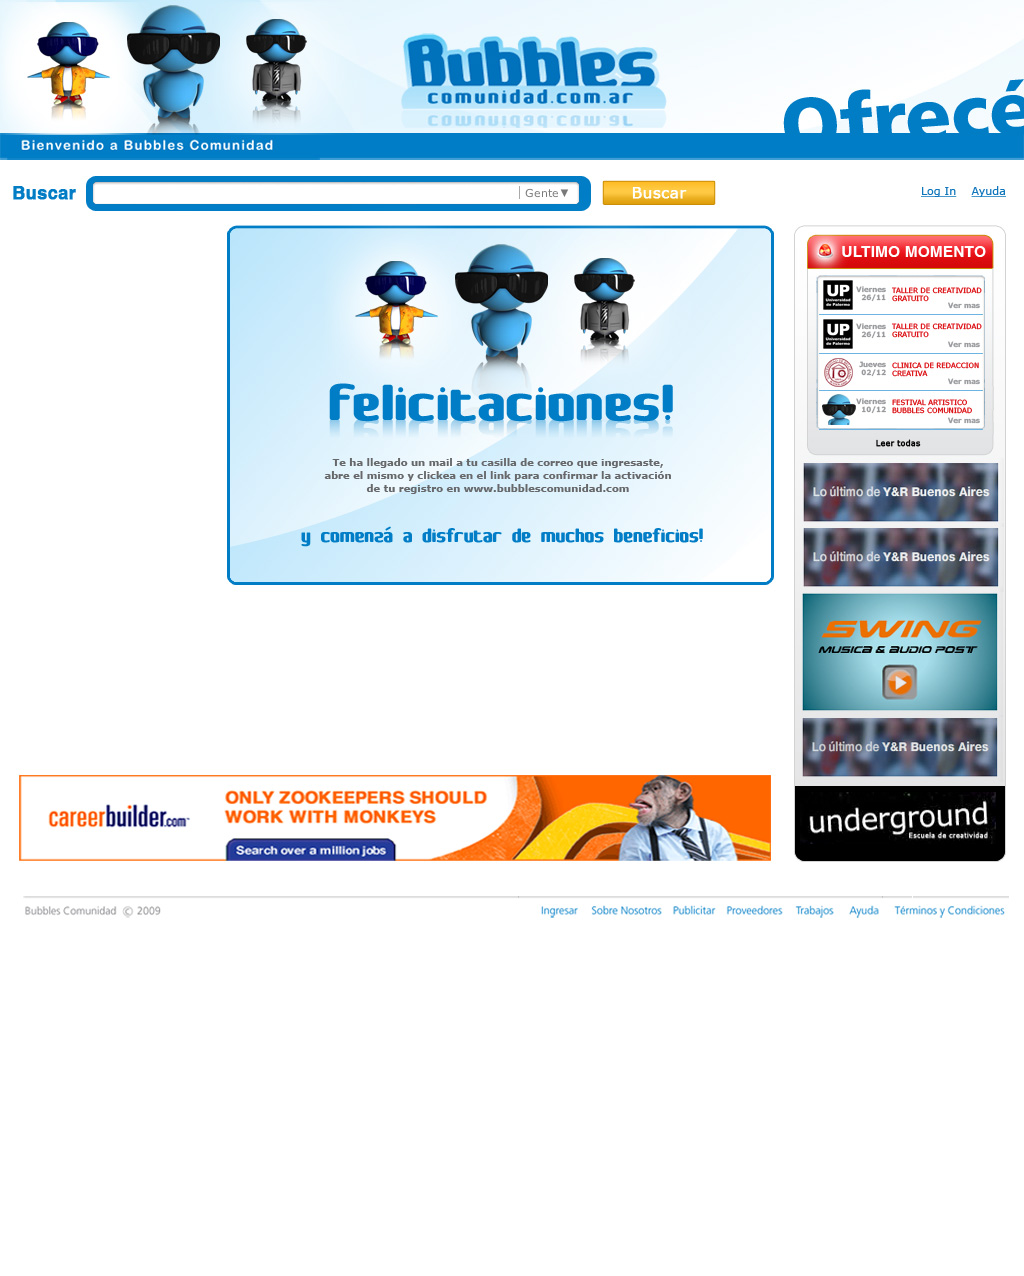 Bubbles
comunidad.com.ar
Ofrecé
Bienvenido a Bubbles Comunidad
Buscar
Gente▼
Buscar
Log In
Ayuda
felicitaciones!
Te ha llegado un mail a tu casilla de correo que ingresaste,
abre el mismo y clickea en el link para confirmar la activación
de tu registro en www.bubblescomunidad.com
y comenzá a disfrutar de muchos beneficios!
ULTIMO MOMENTO
UP
Universidad
de Palermo
Viernes
26/11
TALLER DE CREATIVIDAD
GRATUITO
Ver mas
UP
Universidad
de Palermo
Viernes
26/11
TALLER DE CREATIVIDAD
GRATUITO
Ver mas
Jueves
02/12
CLINICA DE REDACCION
CREATIVA
Ver mas
Viernes
10/12
FESTIVAL ARTISTICO
BUBBLES COMUNIDAD
Ver mas
Leer todas
Lo último de Y&R Buenos Aires
Lo último de Y&R Buenos Aires
SWING
MUSICA & AUDIO POST
Lo último de Y&R Buenos Aires
underground
Escuela de creatividad
careerbuilder.com
ONLY ZOOKEEPERS SHOULD
WORK WITH MONKEYS
Search over a million jobs
Bubbles Comunidad © 2009
Ingresar
Sobre Nosotros
Publicitar
Proveedores
Trabajos
Ayuda
Términos y Condiciones